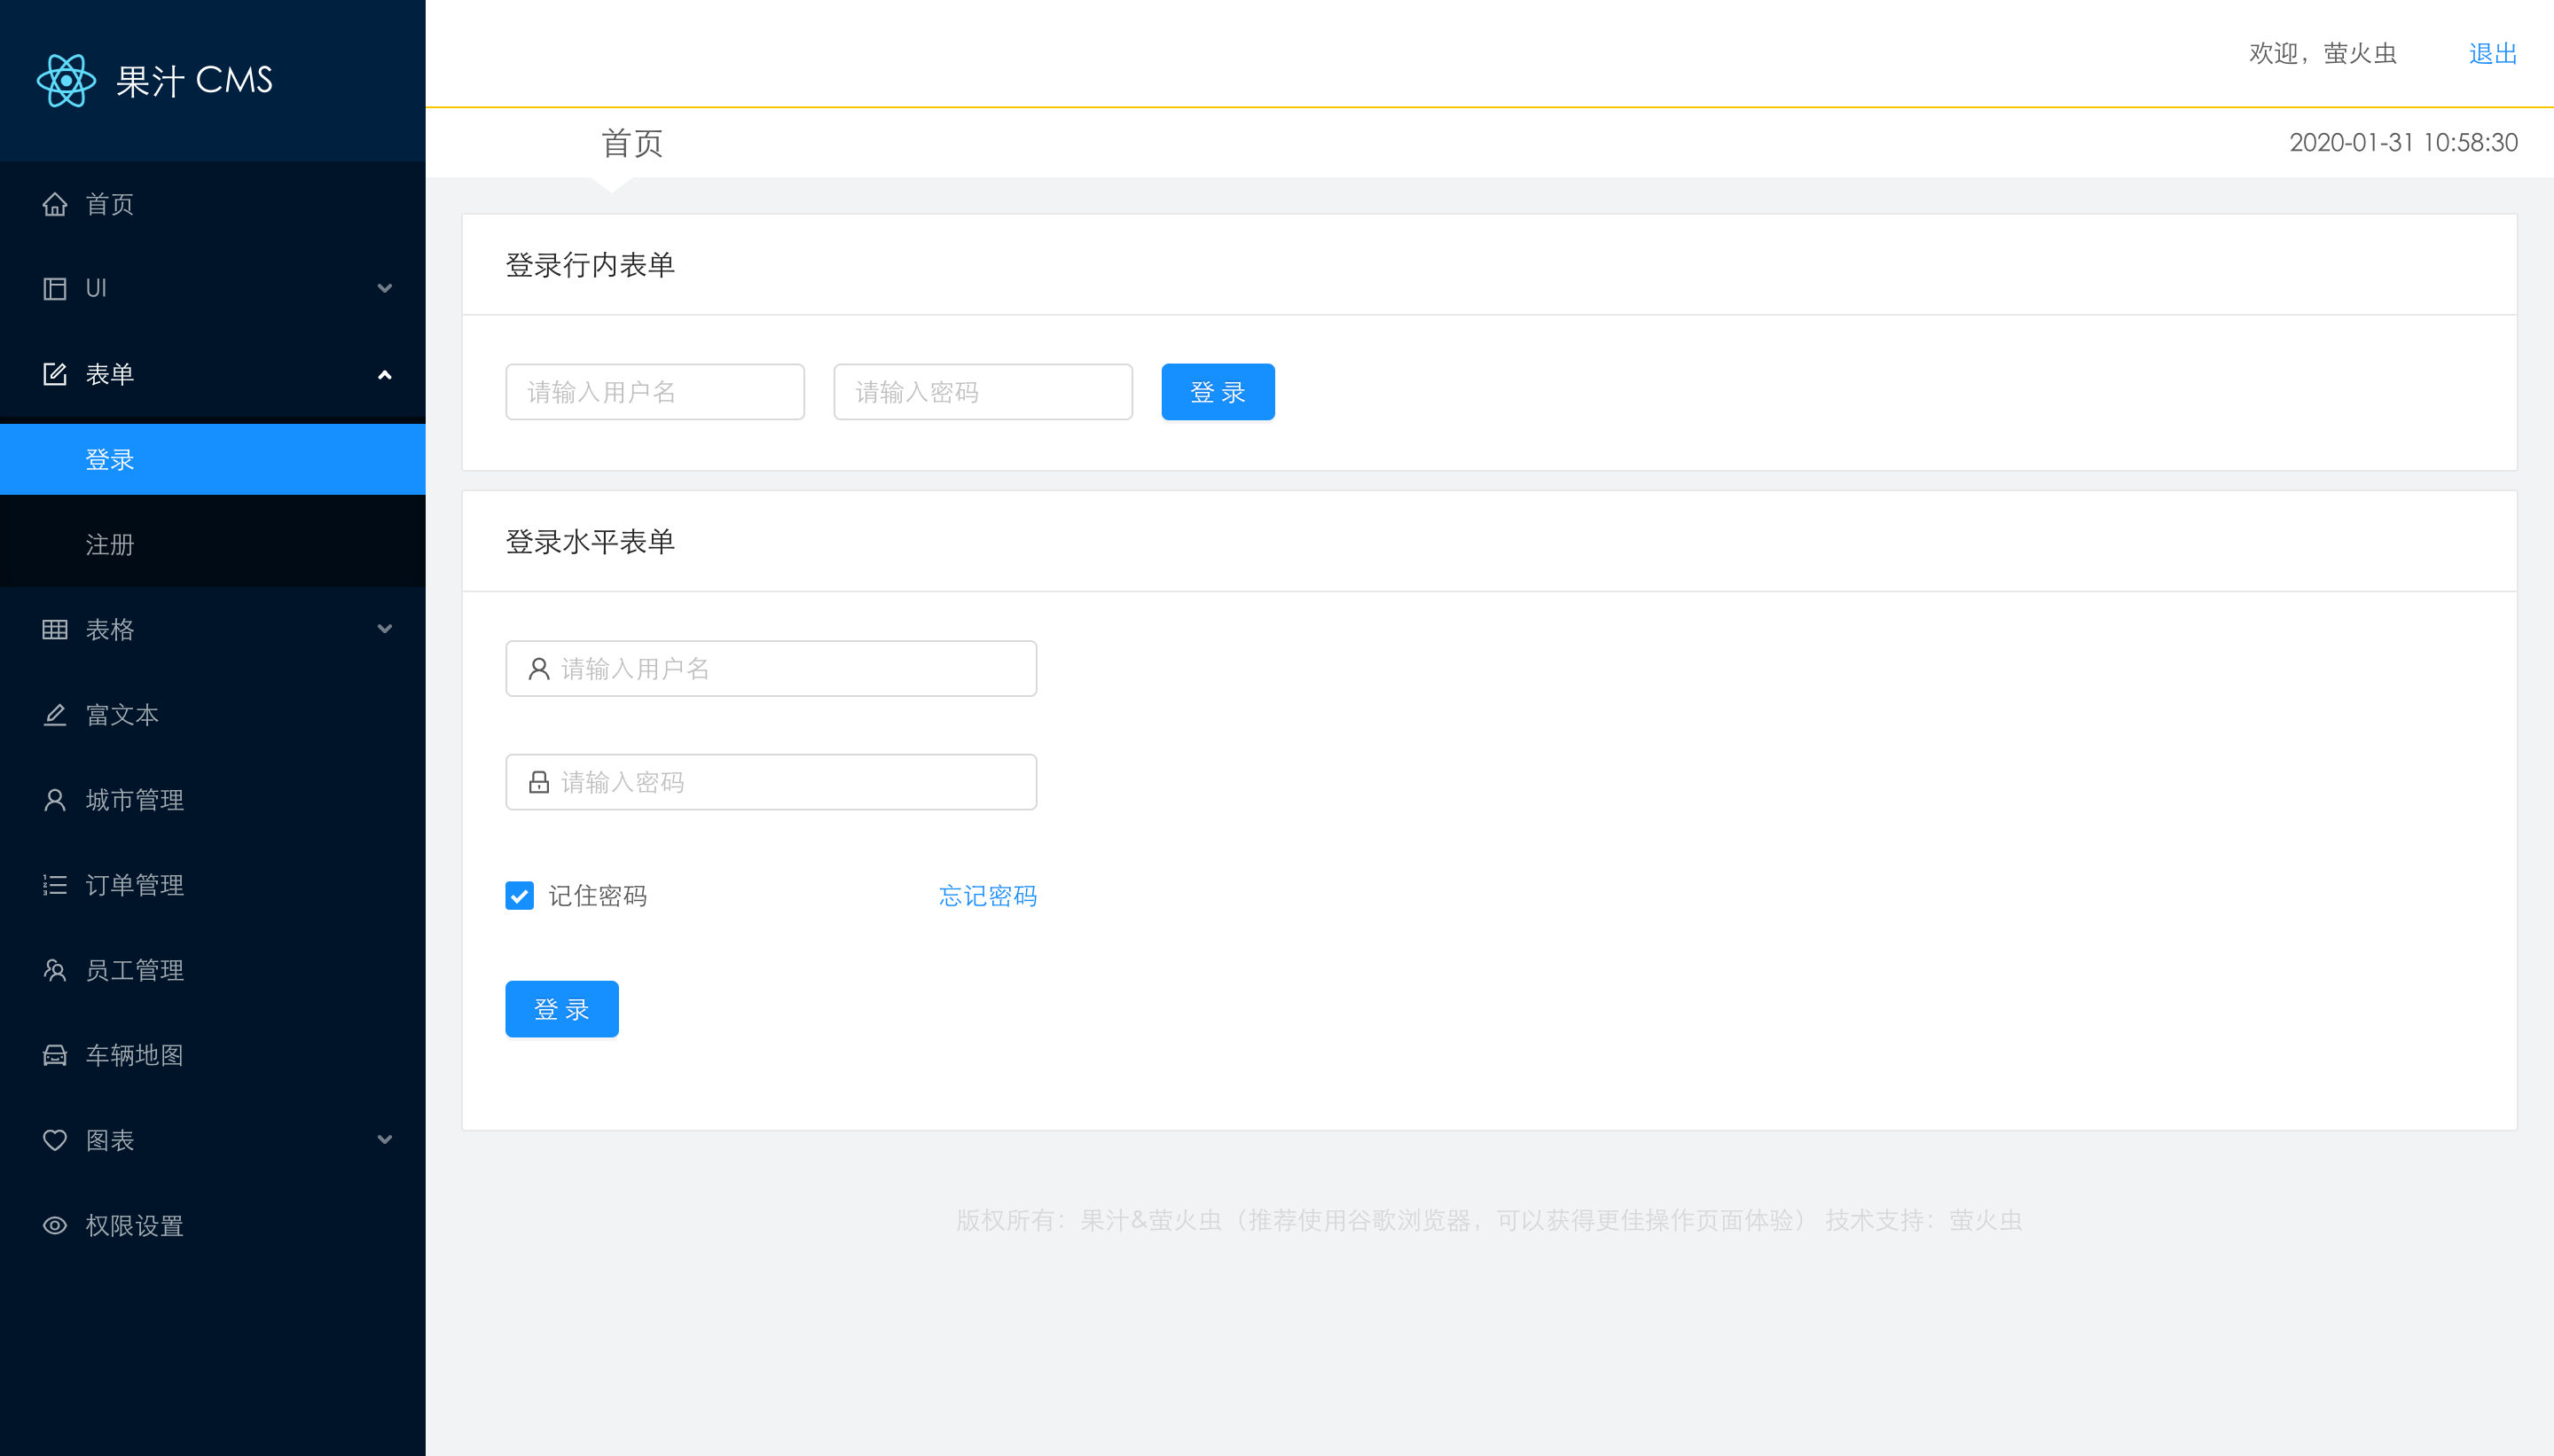 果汁 CMS
首页
UI
表单
登录
注册
表格
富文本
城市管理
订单管理
员工管理
车辆地图
图表
权限设置
欢迎，萤火虫 退出
首页 2020-01-31 10:58:30
登录行内表单
请输入用户名 请输入密码 登 录
登录水平表单
请输入用户名
请输入密码
记住密码 忘记密码
登 录
版权所有：果汁&萤火虫（推荐使用谷歌浏览器，可以获得更佳操作页面体验） 技术支持：萤火虫